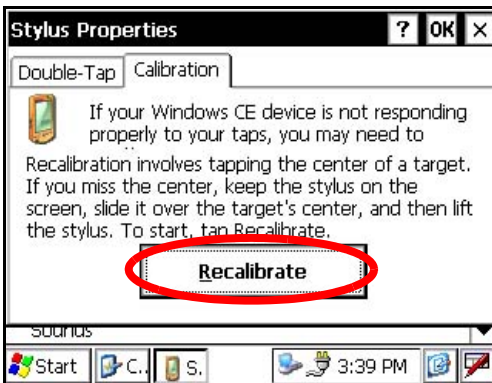 Stylus Properties ? OK ×
Double-Tap Calibration
If your Windows CE device is not responding
properly to your taps, you may need to
Recalibration involves tapping the center of a target.
If you miss the center, keep the stylus on the
screen, slide it over the target's center, and then lift
the stylus. To start, tap Recalibrate.
Recalibrate
Sounds
Start C.. S. 3:39 PM